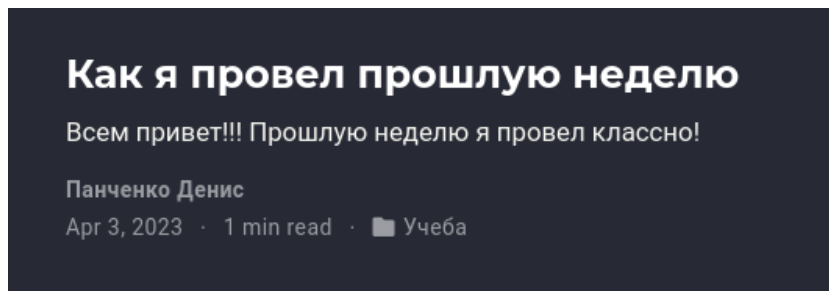 Как я провел прошлую неделю
Всем привет!!! Прошлую неделю я провел классно!
Панченко Денис
Apr 3, 2023 · 1 min read · Учеба